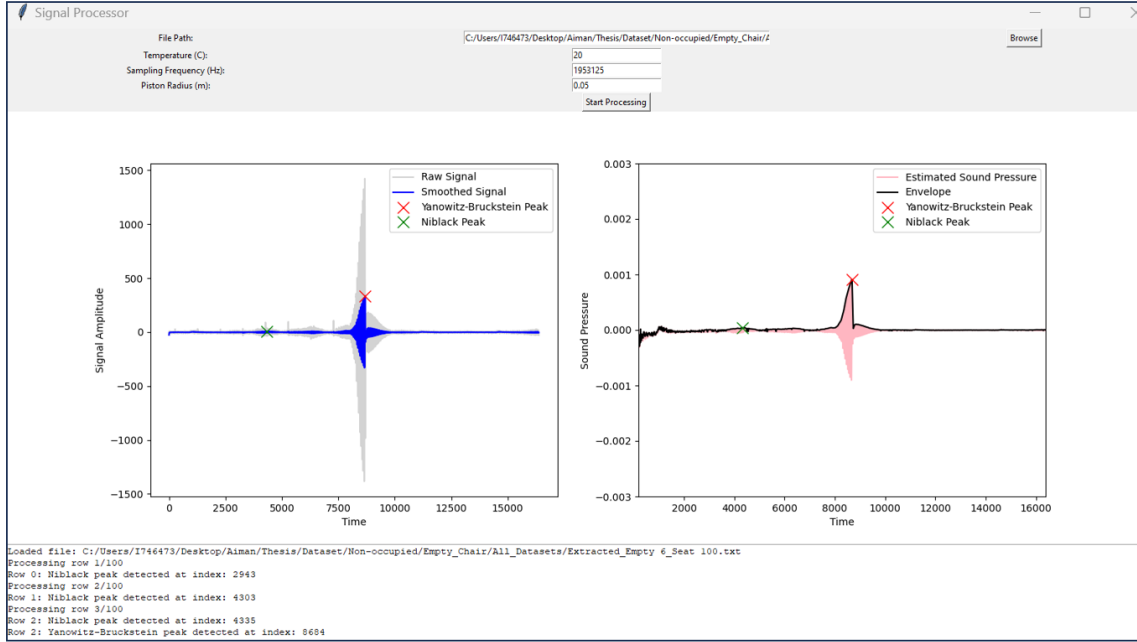 Signal Processor
File Path: C:/Users/I746473/Desktop/Aiman/Thesis/Dataset/Non-occupied/Empty_Chair/A Browse
Temperature (C): 20
Sampling Frequency (Hz): 1953125
Piston Radius (m): 0.05
Start Processing
Signal Amplitude
1500
1000
500
0
−500
−1000
−1500
Raw Signal
Smoothed Signal
Yanowitz-Bruckstein Peak
Niblack Peak
0 2500 5000 7500 10000 12500 15000
Time
Sound Pressure
0.003
0.002
0.001
0.000
−0.001
−0.002
−0.003
Estimated Sound Pressure
Envelope
Yanowitz-Bruckstein Peak
Niblack Peak
2000 4000 6000 8000 10000 12000 14000 16000
Time
Loaded file: C:/Users/I746473/Desktop/Aiman/Thesis/Dataset/Non-occupied/Empty_Chair/All_Datasets/Extracted_Empty 6_Seat 100.txt
Processing row 1/100
Row 0: Niblack peak detected at index: 2943
Processing row 2/100
Row 1: Niblack peak detected at index: 4303
Processing row 3/100
Row 2: Niblack peak detected at index: 4335
Row 2: Yanowitz-Bruckstein peak detected at index: 8684